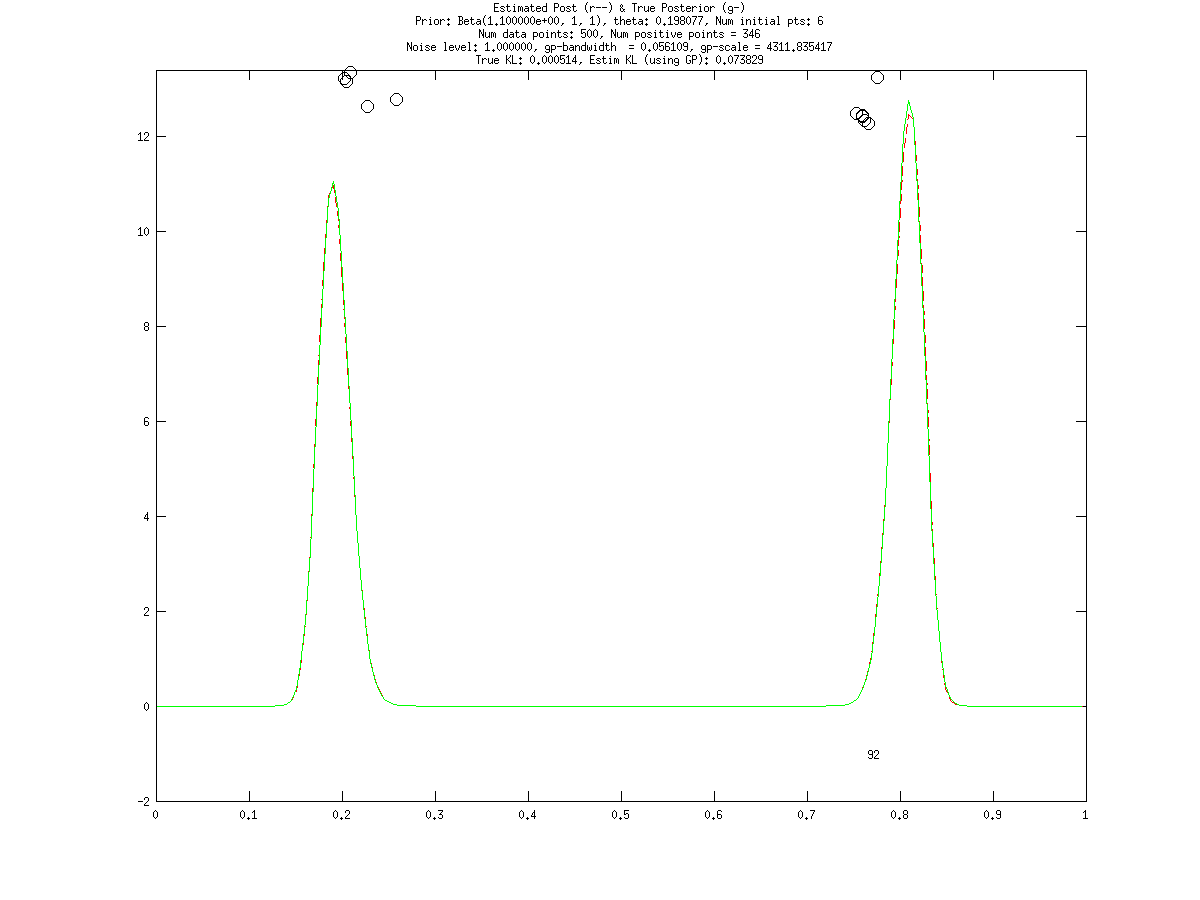 Estimated Post (r--) & True Posterior (g-)
Prior: Beta(1.100000e+00, 1, 1), theta: 0.198077, Num initial pts: 6
Num data points: 500, Num positive points = 346
Noise level: 1.000000, gp-bandwidth  = 0.056109, gp-scale = 4311.835417
True KL: 0.000514, Estim KL (using GP): 0.073829
12
10
8
6
4
2
0
92
-2
0 0.1 0.2 0.3 0.4 0.5 0.6 0.7 0.8 0.9 1